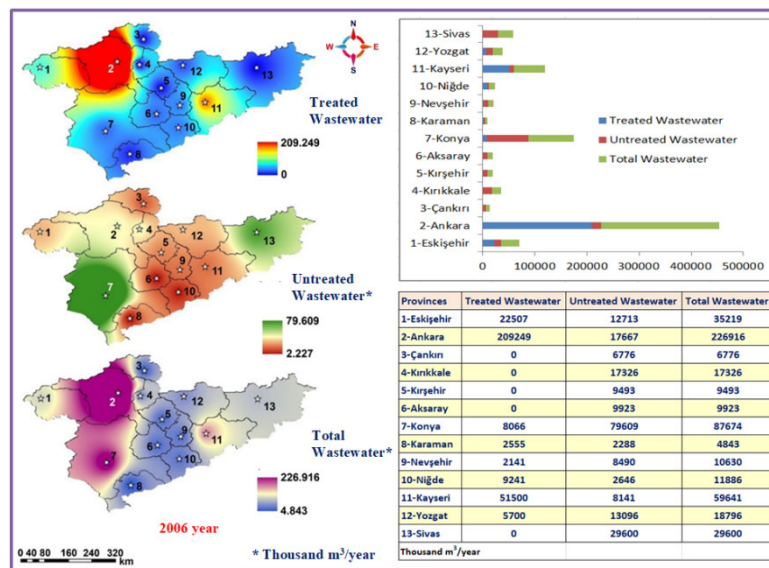 N
W E
S
1
2
3
4
5
6
7
8
9
10
11
12
13
Treated
Wastewater
209.249
0
1
2
3
4
5
6
7
8
9
10
11
12
13
Untreated
Wastewater*
79.609
2.227
1
2
3
4
5
6
7
8
9
10
11
12
13
Total
Wastewater*
226.916
4.843
2006 year
0 40 80 160 240 320
km
* Thousand m³/year
13-Sivas
12-Yozgat
11-Kayseri
10-Niğde
9-Nevşehir
8-Karaman
7-Konya
6-Aksaray
5-Kırşehir
4-Kırıkkale
3-Çankırı
2-Ankara
1-Eskişehir
Treated Wastewater
Untreated Wastewater
Total Wastewater
0 100000 200000 300000 400000 500000
Provinces Treated Wastewater Untreated Wastewater Total Wastewater
1-Eskişehir 22507 12713 35219
2-Ankara 209249 17667 226916
3-Çankırı 0 6776 6776
4-Kırıkkale 0 17326 17326
5-Kırşehir 0 9493 9493
6-Aksaray 0 9923 9923
7-Konya 8066 79609 87674
8-Karaman 2555 2288 4843
9-Nevşehir 2141 8490 10630
10-Niğde 9241 2646 11886
11-Kayseri 51500 8141 59641
12-Yozgat 5700 13096 18796
13-Sivas 0 29600 29600
Thousand m³/year